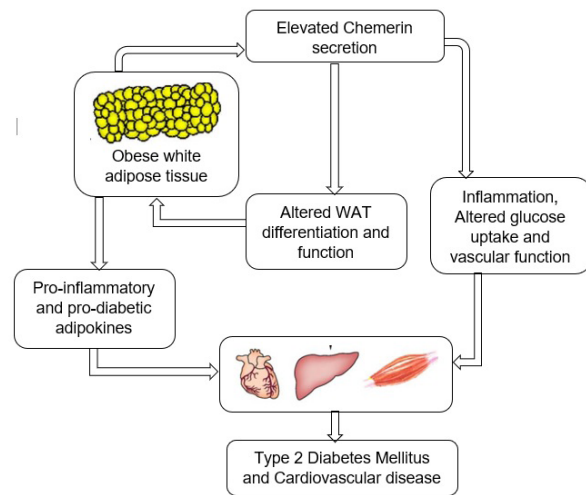 Elevated Chemerin
secretion
Obese white
adipose tissue
Altered WAT
differentiation and
function
Inflammation,
Altered glucose
uptake and
vascular function
Pro-inflammatory
and pro-diabetic
adipokines
Type 2 Diabetes Mellitus
and Cardiovascular disease